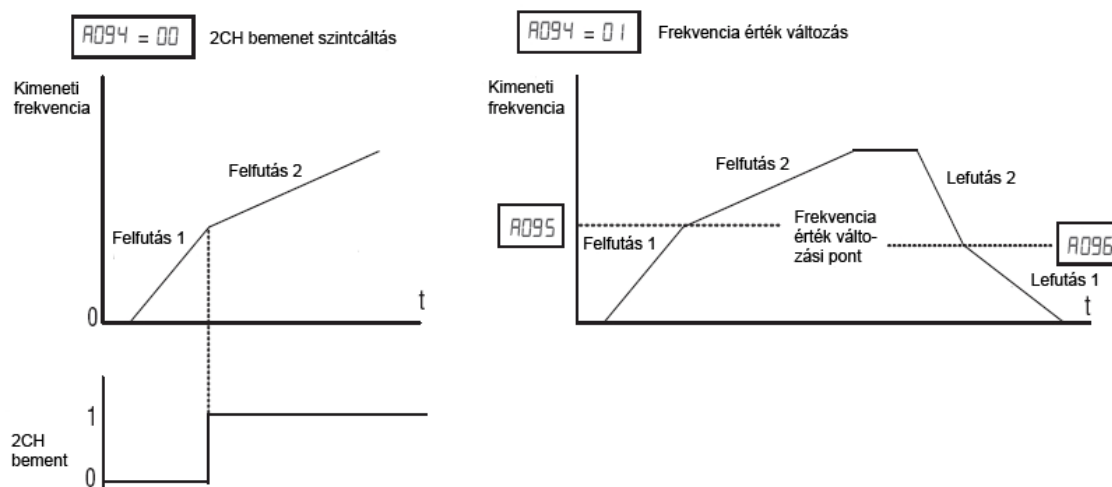 A094 = 00
2CH bemenet szintcáltás
Kimeneti
frekvencia
Felfutás 2
Felfutás 1
t
0
1
2CH
bement
0
A094 = 01
Frekvencia érték változás
Kimeneti
frekvencia
Felfutás 2
Lefutás 2
A095
Felfutás 1
Frekvencia
érték válto-
zási pont
A096
Lefutás 1
t